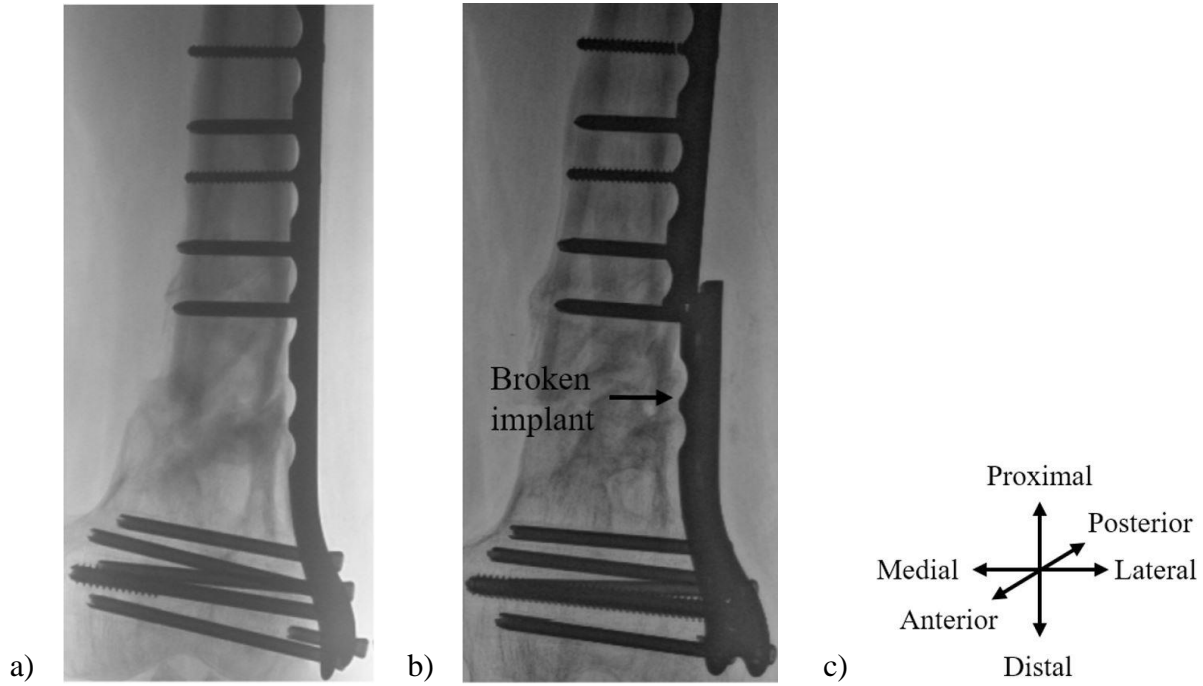 Broken
implant
Proximal
Posterior
Medial
Lateral
Anterior
Distal
a)
b)
c)